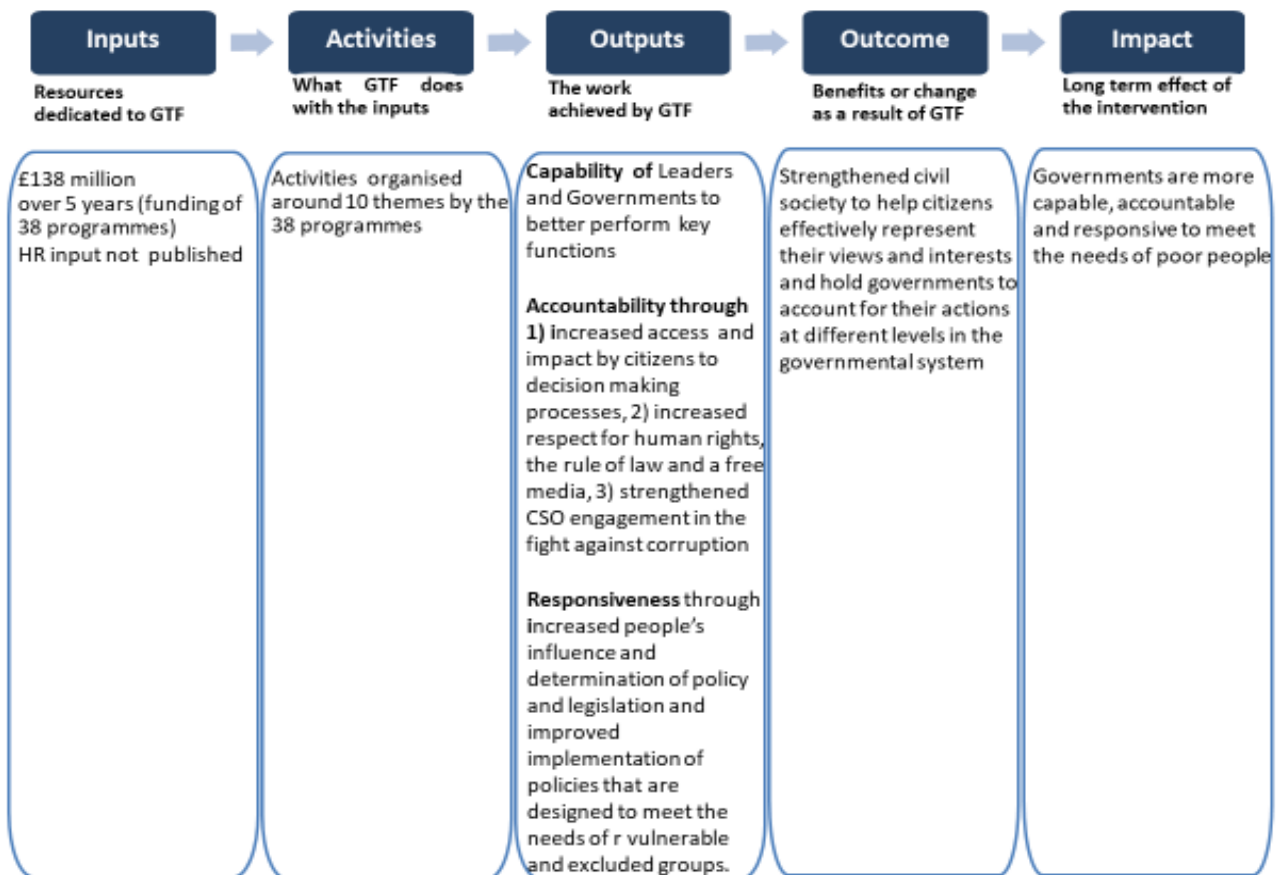 Inputs
Activities
Outputs
Outcome
Impact
Resources
dedicated to GTF
What GTF does
with the inputs
The work
achieved by GTF
Benefits or change
as a result of GTF
Long term effect of
the intervention
£138 million
over 5 years (funding of
38 programmes)
HR input not published
Activities organised
around 10 themes by the
38 programmes
Capability of Leaders
and Governments to
better perform key
functions
Accountability through
1) increased access and
impact by citizens to
decision making
processes, 2) increased
respect for human rights,
the rule of law and a free
media, 3) strengthened
CSO engagement in the
fight against corruption
Responsiveness through
increased people's
influence and
determination of policy
and legislation and
improved
implementation of
policies that are
designed to meet the
needs of r vulnerable
and excluded groups.
Strengthened civil
society to help citizens
effectively represent
their views and interests
and hold governments to
account for their actions
at different levels in the
governmental system
Governments are more
capable, accountable
and responsive to meet
the needs of poor people